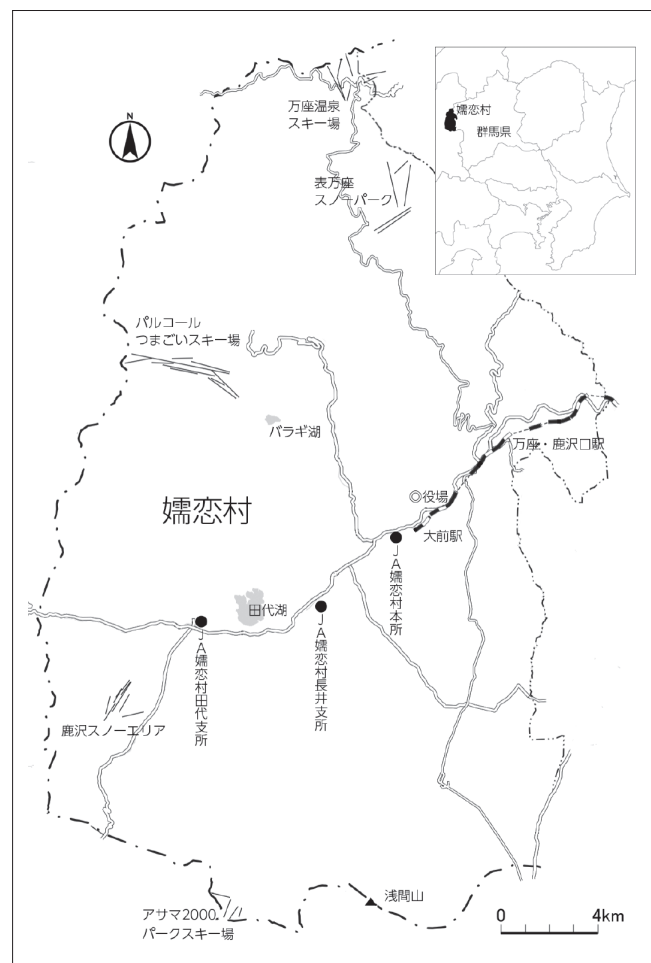 N
万座温泉
スキー場
嬬恋村
群馬県
表万座
スノーパーク
パルコール
つまごいスキー場
バラギ湖
万座・鹿沢口駅
◎役場
嬬恋村
大前駅
JA嬬恋村本所
田代湖
JA嬬恋村長井支所
JA嬬恋村田代支所
鹿沢スノーエリア
浅間山
アサマ2000
パークスキー場
0 4km